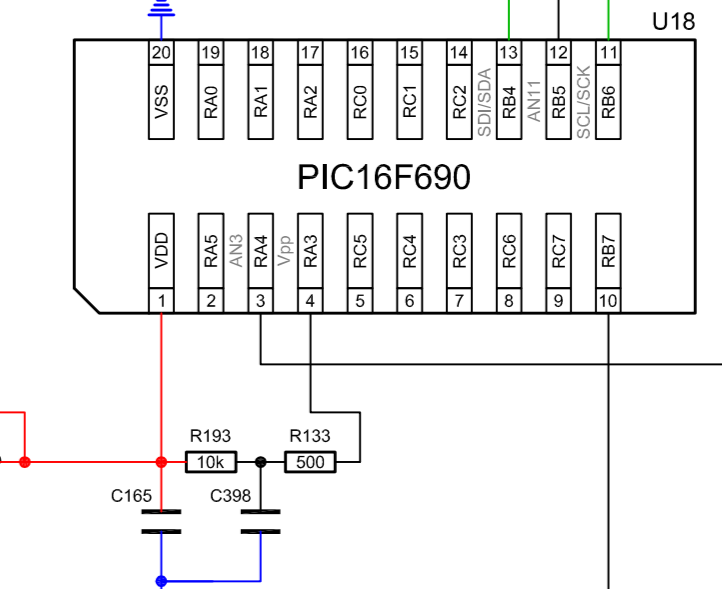 U18
20 19 18 17 16 15 14 13 12 11
VSS RA0 RA1 RA2 RC0 RC1 RC2 SDI/SDA RB4 AN11 RB5 SCL/SCK RB6
PIC16F690
VDD RA5 AN3 RA4 Vpp RA3 RC5 RC4 RC3 RC6 RC7 RB7
1 2 3 4 5 6 7 8 9 10
R193 R133
10k 500
C165 C398